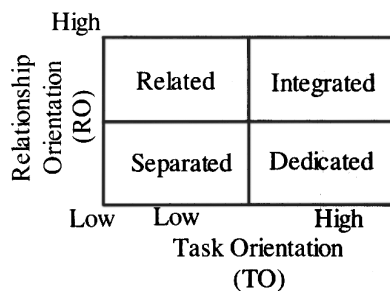 High
Relationship
Orientation
(RO)
Related Integrated
Separated Dedicated
Low Low High
Task Orientation
(TO)